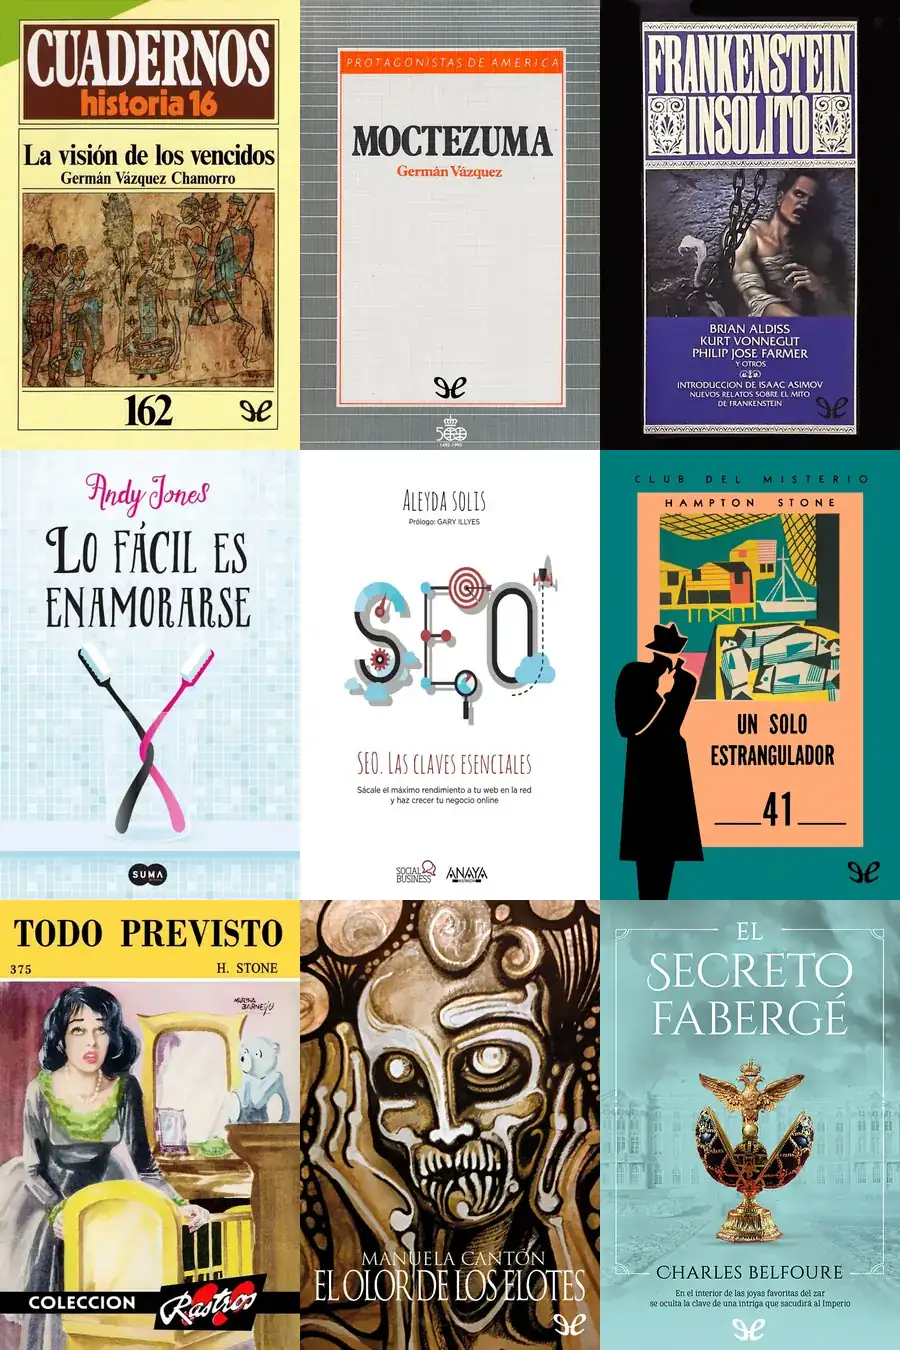 CUADERNOS
historia 16
La visión de los vencidos
Germán Vázquez Chamorro
162
PROTAGONISTAS DE AMERICA
MOCTEZUMA
Germán Vázquez
500
1492-1992
FRANKENSTEIN
INSOLITO
BRIAN ALDISS
KURT VONNEGUT
PHILIP JOSE FARMER
Y OTROS
INTRODUCCION DE ISAAC ASIMOV
NUEVOS RELATOS SOBRE EL MITO
DE FRANKENSTEIN
Andy Jones
LO FÁCIL ES
ENAMORARSE
SUMA
ALEYDA SOLIS
Prólogo: GARY ILLYES
SEO
SEO. LAS CLAVES ESENCIALES
Sácale el máximo rendimiento a tu web en la red
y haz crecer tu negocio online
SOCIAL
BUSINESS
ANAYA
CLUB DEL MISTERIO
HAMPTON STONE
UN SOLO
ESTRANGULADOR
41
TODO PREVISTO
375
H. STONE
COLECCION
Rastros
MANUELA CANTÓN
EL OLOR DE LOS ELOTES
EL
SECRETO
FABERGÉ
CHARLES BELFOURE
En el interior de las joyas favoritas del zar
se oculta la clave de una intriga que sacudirá al Imperio